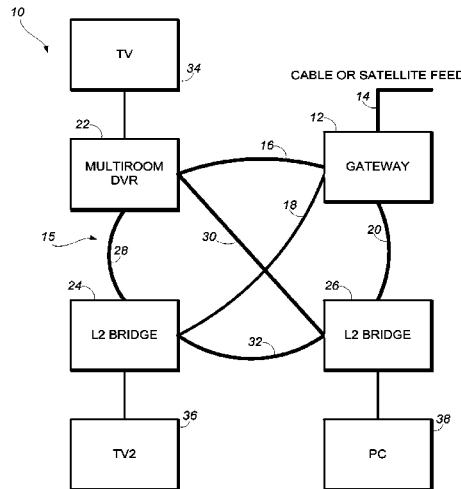 10
TV
34
CABLE OR SATELLITE FEED
14
22
12
MULTIROOM
DVR
16
GATEWAY
18
15
28
30
20
24
26
L2 BRIDGE
32
L2 BRIDGE
36
38
TV2
PC